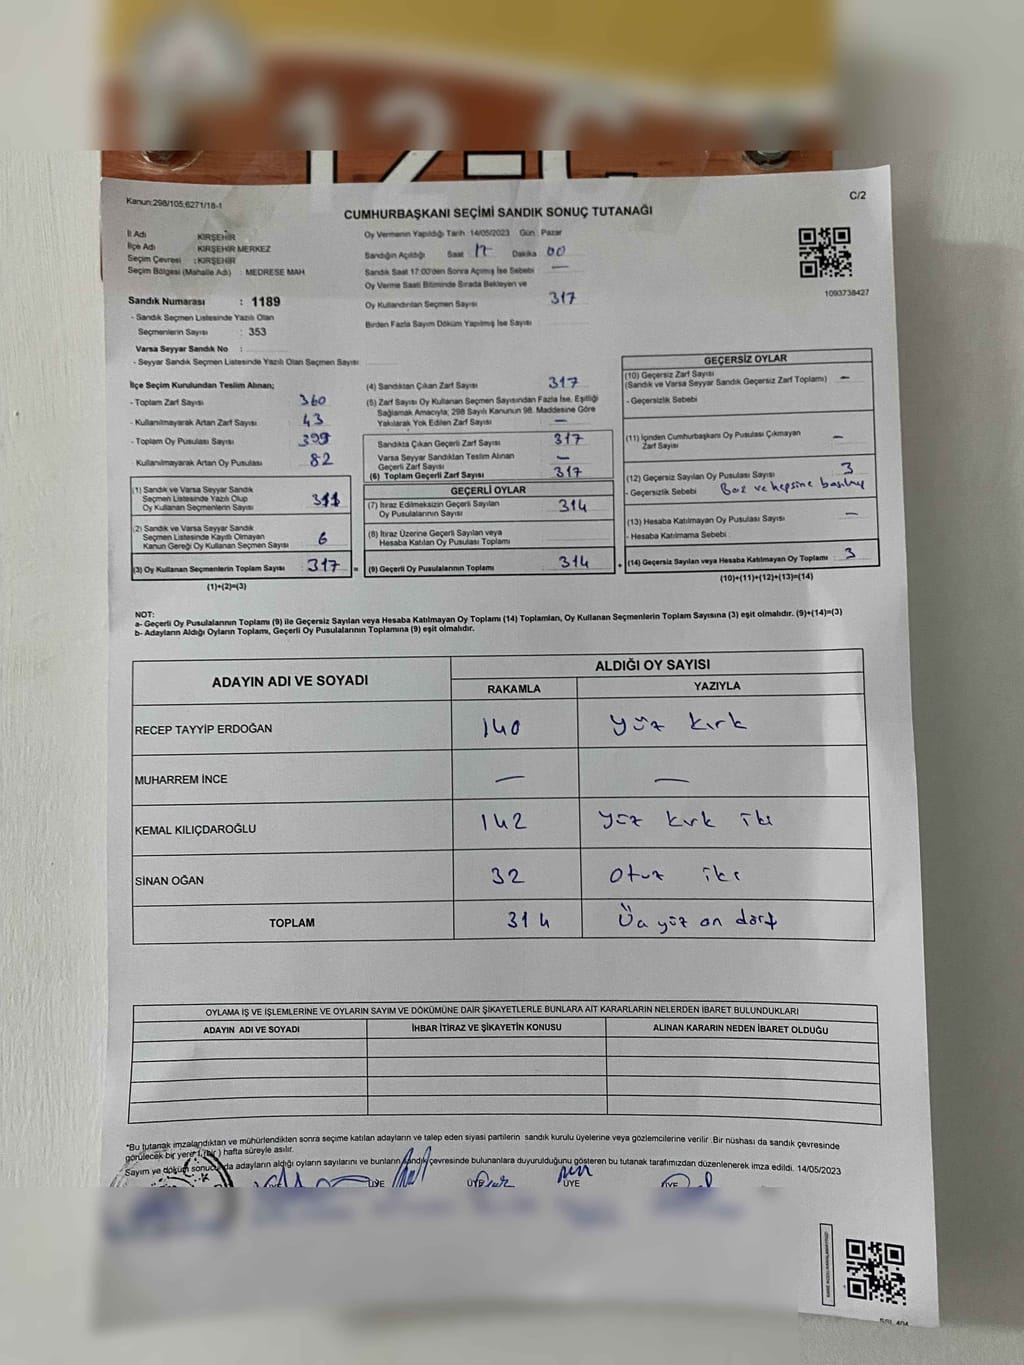 12-C
Kanun:298/105;6271/18-1
C/2
CUMHURBAŞKANI SEÇİMİ SANDIK SONUÇ TUTANAĞI
İl Adı KIRŞEHİR
İlçe Adı KIRŞEHİR MERKEZ
Seçim Çevresi : KIRŞEHİR
Seçim Bölgesi (Mahalle Adı) : MEDRESE MAH
Sandık Numarası : 1189
- Sandık Seçmen Listesinde Yazılı Olan
Seçmenlerin Sayısı : 353
Varsa Seyyar Sandık No :
- Seyyar Sandık Seçmen Listesinde Yazılı Olan Seçmen Sayısı
Oy Vermenin Yapıldığı Tarih :14/05/2023 Gün: Pazar
Sandığın Açıldığı Saat 17 Dakika 00
Sandık Saat 17:00'den Sonra Açımış İse Sebebi —
Oy Verme Saati Bitiminde Sırada Bekleyen ve
Oy Kullandırılan Seçmen Sayısı 317
Birden Fazla Sayım Döküm Yapılmış İse Sayısı
1093738427
İlçe Seçim Kurulundan Teslim Alınan;
- Toplam Zarf Sayısı 360
- Kullanılmayarak Artan Zarf Sayısı 43
- Toplam Oy Pusulası Sayısı 399
- Kullanılmayarak Artan Oy Pusulası 82
(1) Sandık ve Varsa Seyyar Sandık
Seçmen Listesinde Yazılı Olup
Oy Kullanan Seçmenlerin Sayısı 311
(2) Sandık ve Varsa Seyyar Sandık
Seçmen Listesinde Kayıtlı Olmayan
Kanun Gereği Oy Kullanan Seçmen Sayısı 6
(3) Oy Kullanan Seçmenlerin Toplam Sayısı 317 =
(1)+(2)=(3)
(4) Sandıktan Çıkan Zarf Sayısı 317
(5) Zarf Sayısı Oy Kullanan Seçmen Sayısından Fazla İse, Eşitliği
Sağlamak Amacıyla; 298 Sayılı Kanunun 98. Maddesine Göre
Yakılarak Yok Edilen Zarf Sayısı —
Sandıkta Çıkan Geçerli Zarf Sayısı 317
Varsa Seyyar Sandıktan Teslim Alınan
Geçerli Zarf Sayısı —
(6) Toplam Geçerli Zarf Sayısı 317
GEÇERLİ OYLAR
(7) İtiraz Edilmeksizin Geçerli Sayılan
Oy Pusulalarının Sayısı 314
(8) İtiraz Üzerine Geçerli Sayılan veya
Hesaba Katılan Oy Pusulası Toplamı
(9) Geçerli Oy Pusulalarının Toplamı 314 +
GEÇERSİZ OYLAR
(10) Geçersiz Zarf Sayısı
(Sandık ve Varsa Seyyar Sandık Geçersiz Zarf Toplamı) —
- Geçersizlik Sebebi
(11) İçinden Cumhurbaşkanı Oy Pusulası Çıkmayan
Zarf Sayısı —
(12) Geçersiz Sayılan Oy Pusulası Sayısı 3
- Geçersizlik Sebebi Boş ve hepsine basılmış
(13) Hesaba Katılmayan Oy Pusulası Sayısı —
- Hesaba Katılmama Sebebi
(14) Geçersiz Sayılan veya Hesaba Katılmayan Oy Toplamı 3
(10)+(11)+(12)+(13)=(14)
NOT:
a- Geçerli Oy Pusulalarının Toplamı (9) ile Geçersiz Sayılan veya Hesaba Katılmayan Oy Toplamı (14) Toplamları, Oy Kullanan Seçmenlerin Toplam Sayısına (3) eşit olmalıdır. (9)+(14)=(3)
b- Adayların Aldığı Oyların Toplamı, Geçerli Oy Pusulalarının Toplamına (9) eşit olmalıdır.
ADAYIN ADI VE SOYADI ALDIĞI OY SAYISI
RAKAMLA YAZIYLA
RECEP TAYYİP ERDOĞAN 140 yüz kırk
MUHARREM İNCE — —
KEMAL KILIÇDAROĞLU 142 yüz kırk iki
SİNAN OĞAN 32 otuz iki
TOPLAM 314 Üç yüz on dört
OYLAMA İŞ VE İŞLEMLERİNE VE OYLARIN SAYIM VE DÖKÜMÜNE DAİR ŞİKAYETLERLE BUNLARA AİT KARARLARIN NELERDEN İBARET BULUNDUKLARI
ADAYIN ADI VE SOYADI İHBAR İTİRAZ VE ŞİKAYETİN KONUSU ALINAN KARARIN NEDEN İBARET OLDUĞU
*Bu tutanak imzalandıktan ve mühürlendikten sonra seçime katılan adayların ve talep eden siyasi partilerin sandık kurulu üyelerine veya gözlemcilerine verilir. Bir nüshası da sandık çevresinde
görülecek bir yere 1 (bir) hafta süreyle asılır.
Sayım ve döküm sonucunda adayların aldığı oyların sayılarını ve bunların sandık çevresinde bulunanlara duyurulduğunu gösteren bu tutanak tarafımızdan düzenlenerek imza edildi. 14/05/2023
ÜYE ÜYE ÜYE ÜYE